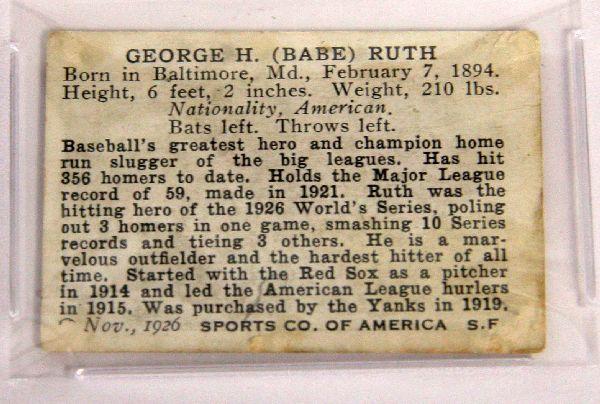 GEORGE H. (BABE) RUTH
Born in Baltimore, Md., February 7, 1894.
Height, 6 feet, 2 inches. Weight, 210 lbs.
Nationality, American.
Bats left. Throws left.
Baseball's greatest hero and champion home
run slugger of the big leagues. Has hit
356 homers to date. Holds the Major League
record of 59, made in 1921. Ruth was the
hitting hero of the 1926 World's Series, poling
out 3 homers in one game, smashing 10 Series
records and tieing 3 others. He is a mar-
velous outfielder and the hardest hitter of all
time. Started with the Red Sox as a pitcher
in 1914 and led the American League hurlers
in 1915. Was purchased by the Yanks in 1919.
Nov., 1926 SPORTS CO. OF AMERICA S.F